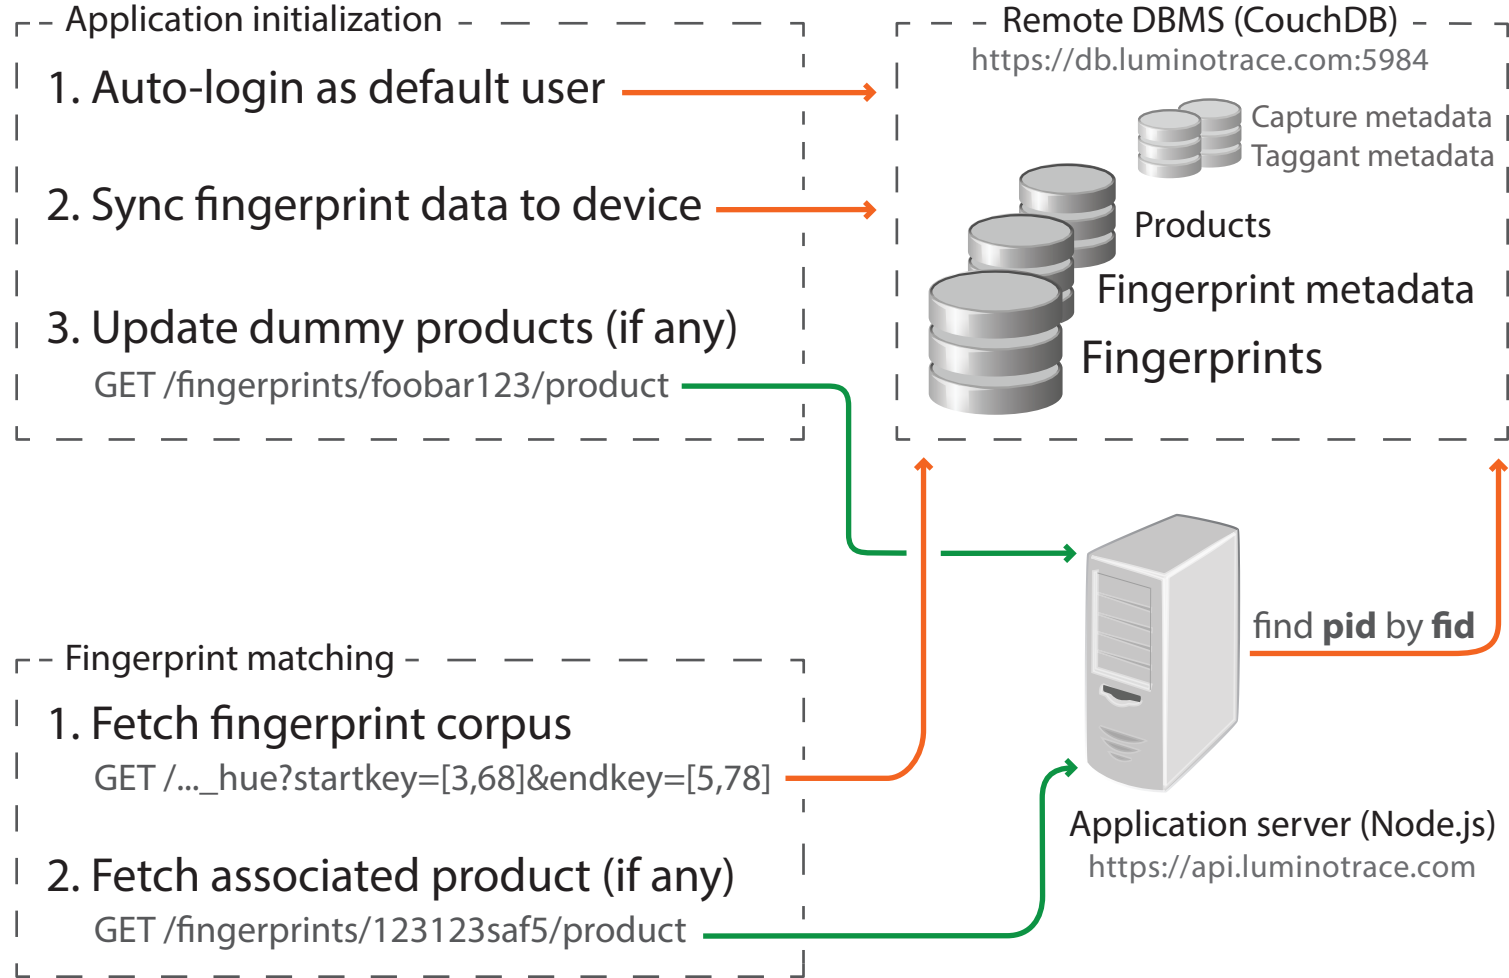 Application initialization
1. Auto-login as default user
2. Sync fingerprint data to device
3. Update dummy products (if any)
GET /fingerprints/foobar123/product
Remote DBMS (CouchDB)
https://db.luminotrace.com:5984
Capture metadata
Taggant metadata
Products
Fingerprint metadata
Fingerprints
find pid by fid
Application server (Node.js)
https://api.luminotrace.com
Fingerprint matching
1. Fetch fingerprint corpus
GET /..._hue?startkey=[3,68]&endkey=[5,78]
2. Fetch associated product (if any)
GET /fingerprints/123123saf5/product